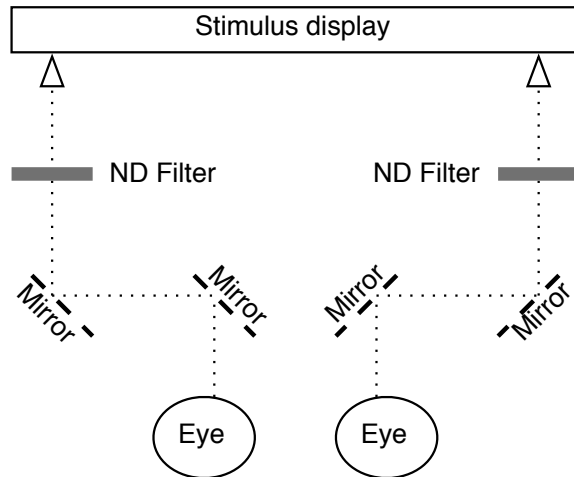 Stimulus display
ND Filter
ND Filter
Mirror
Mirror
Mirror
Mirror
Eye
Eye